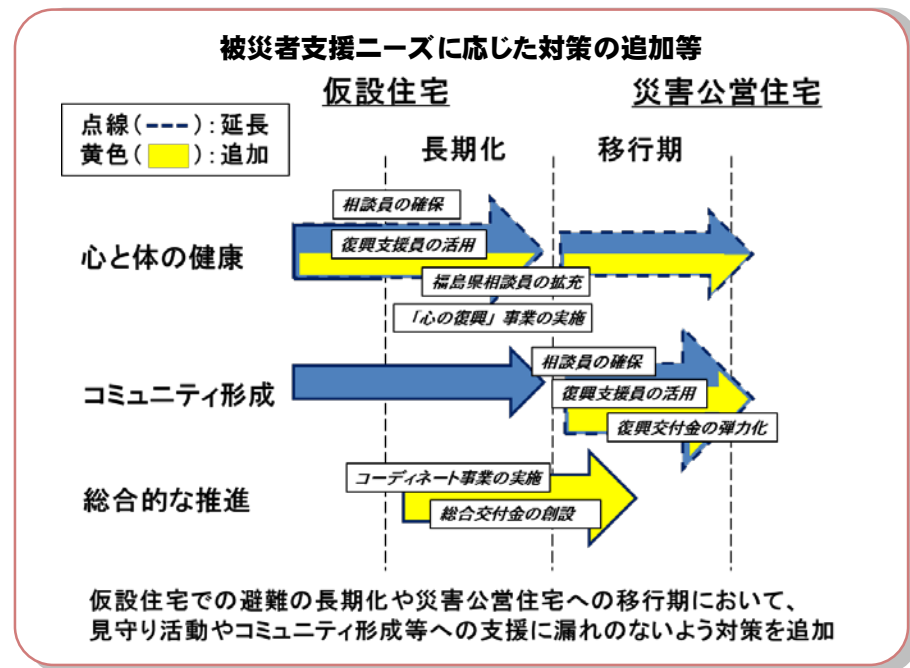 被災者支援ニーズに応じた対策の追加等
仮設住宅
災害公営住宅
点線(---):延長
黄色( ):追加
長期化
移行期
心と体の健康
相談員の確保
復興支援員の活用
福島県相談員の拡充
「心の復興」事業の実施
コミュニティ形成
相談員の確保
復興支援員の活用
復興交付金の弾力化
総合的な推進
コーディネート事業の実施
総合交付金の創設
仮設住宅での避難の長期化や災害公営住宅への移行期において、
見守り活動やコミュニティ形成等への支援に漏れのないよう対策を追加